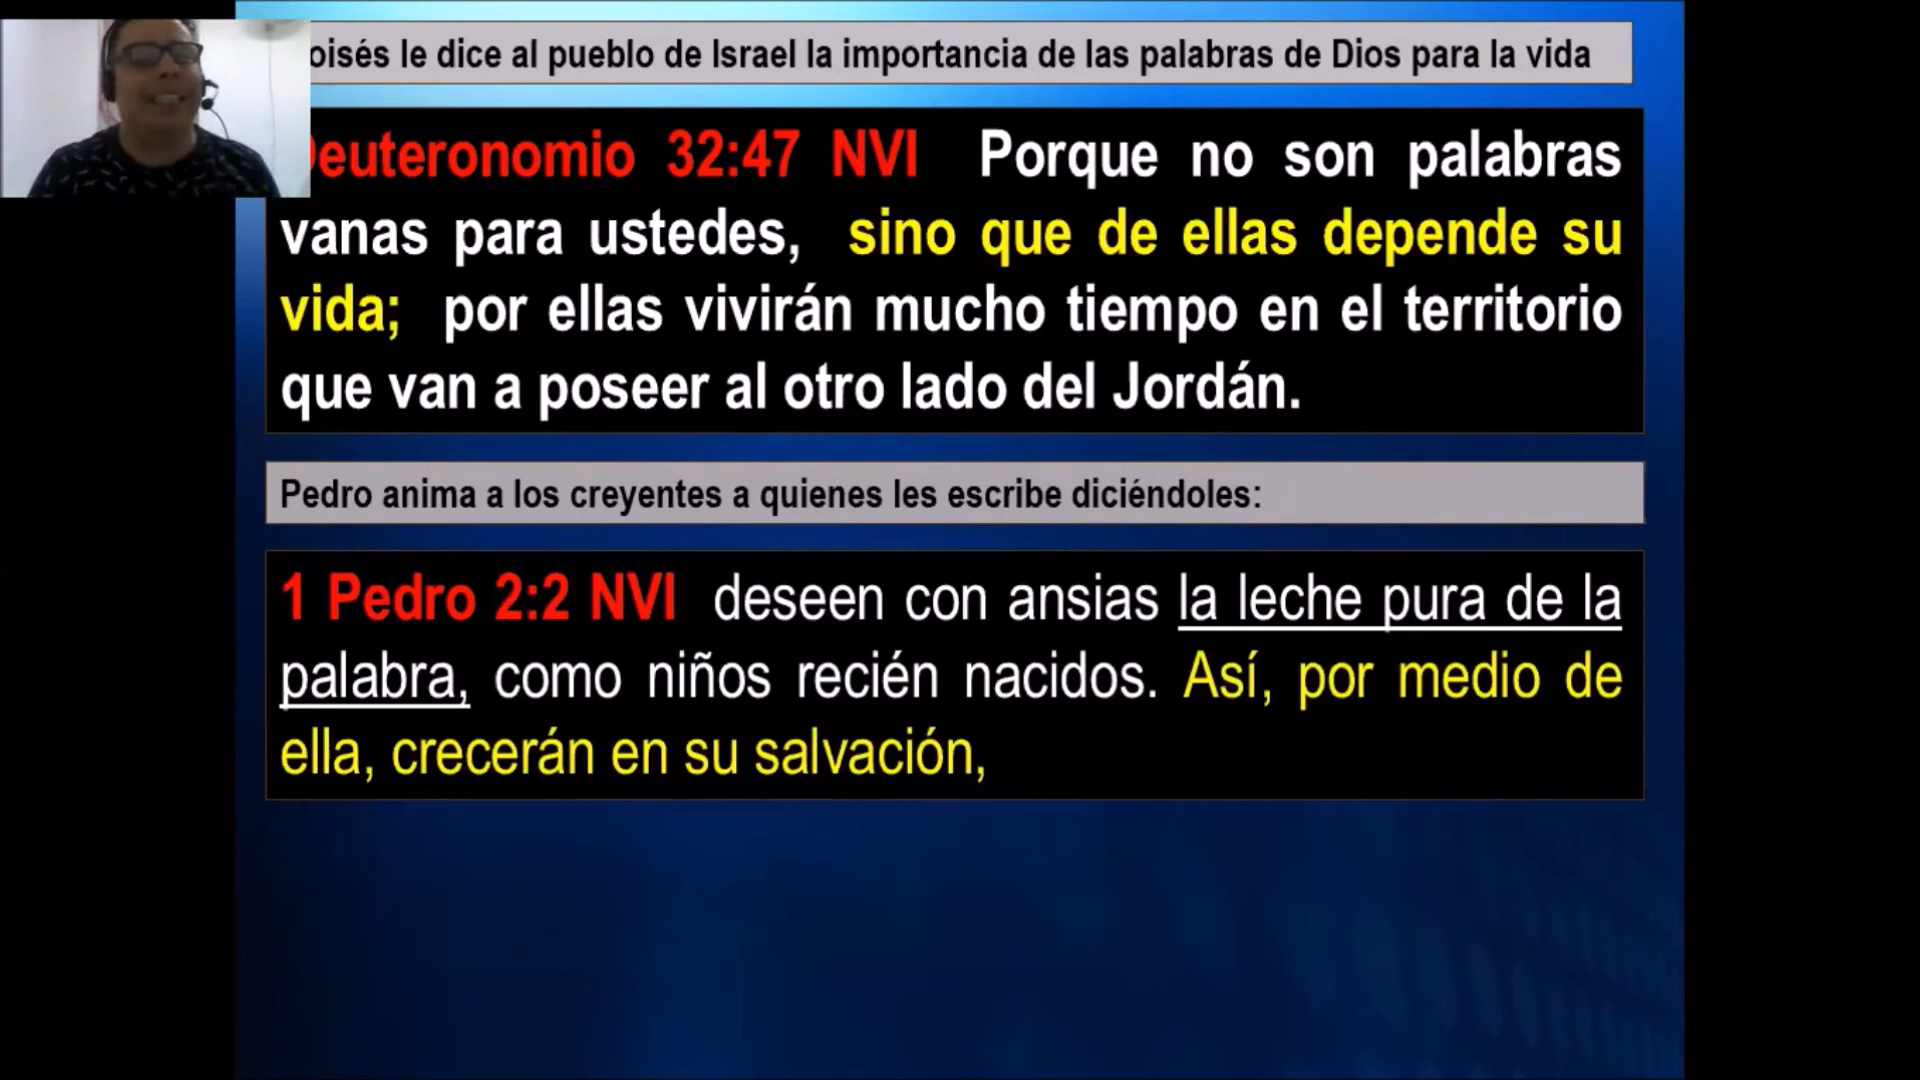 oisés le dice al pueblo de Israel la importancia de las palabras de Dios para la vida
euteronomio 32:47 NVI Porque no son palabras
vanas para ustedes, sino que de ellas depende su
vida; por ellas vivirán mucho tiempo en el territorio
que van a poseer al otro lado del Jordán.
Pedro anima a los creyentes a quienes les escribe diciéndoles:
1 Pedro 2:2 NVI deseen con ansias la leche pura de la
palabra, como niños recién nacidos. Así, por medio de
ella, crecerán en su salvación,